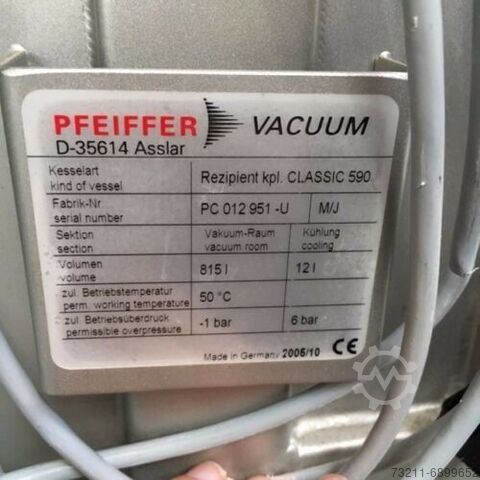 PFEIFFER VACUUM
D-35614 Asslar
Kesselart
kind of vessel
Rezipient kpl. CLASSIC 590
Fabrik-Nr
serial number
PC 012 951 -U M/J
Sektion
section
Vakuum-Raum
vacuum room
Kühlung
cooling
Volumen
volume
815 l 12 l
zul. Betriebstemperatur
perm. working temperature
50 °C
zul. Betriebsüberdruck
permissible overpressure
-1 bar 6 bar
Made in Germany 2005/10 CE
73211-6899652